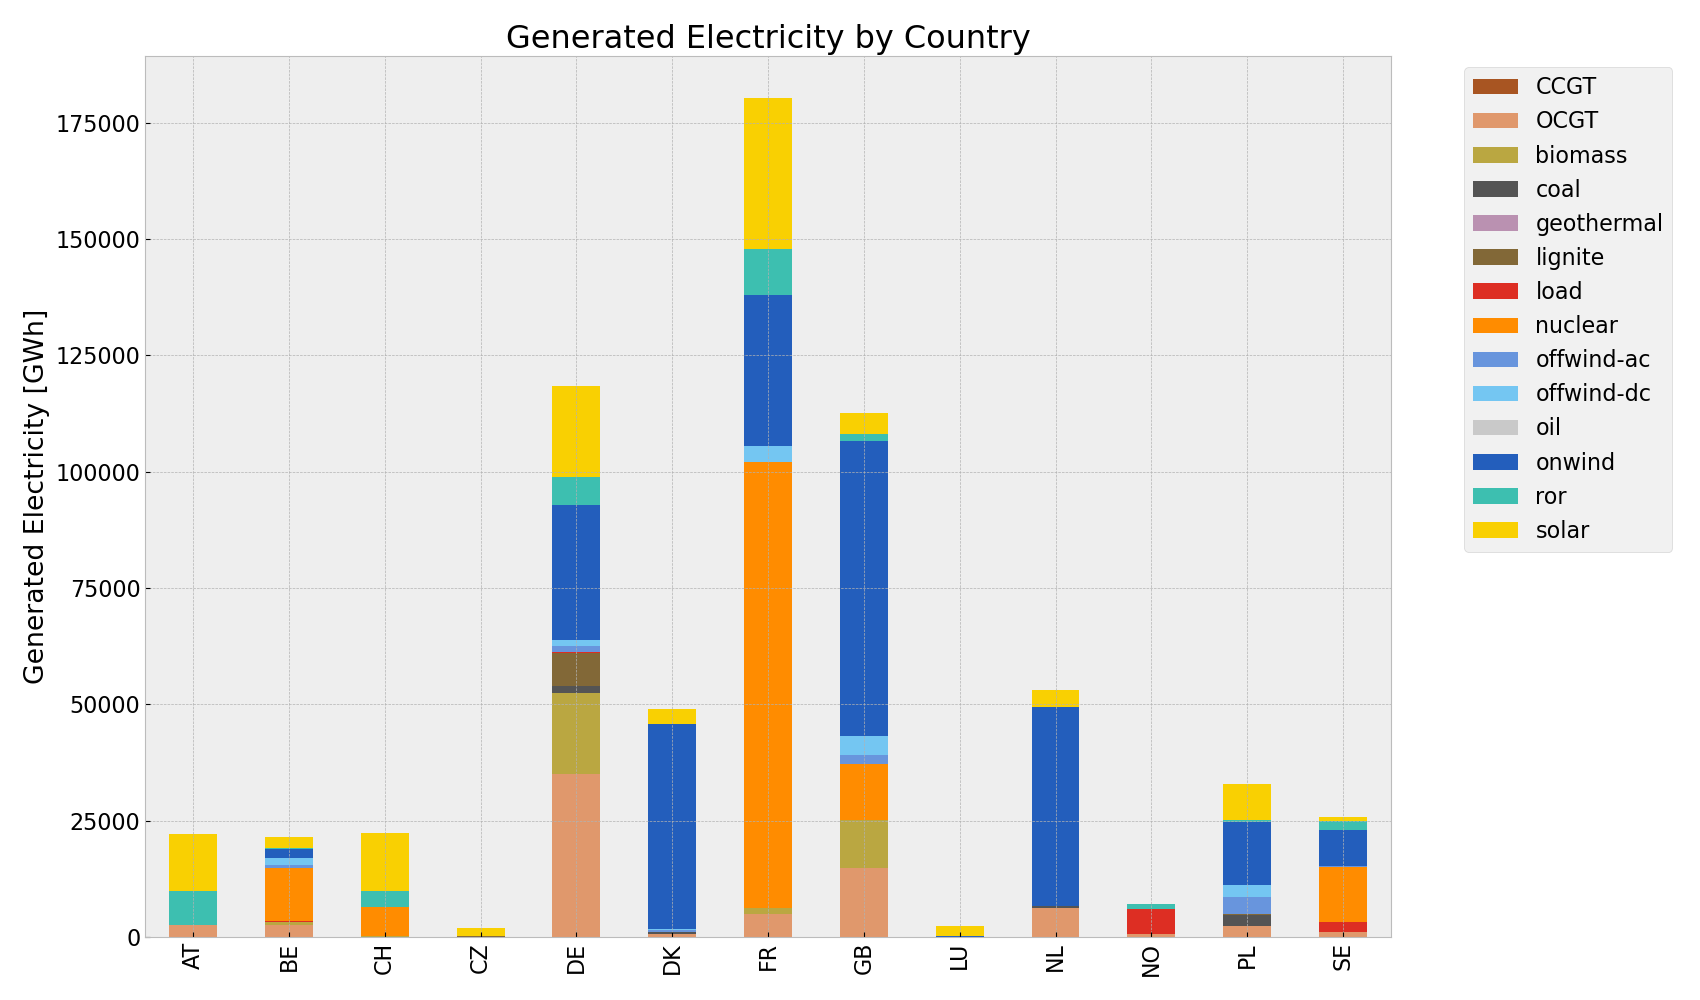 Generated Electricity by Country
Generated Electricity [GWh]
175000
150000
125000
100000
75000
50000
25000
0
AT
BE
CH
CZ
DE
DK
FR
GB
LU
NL
NO
PL
SE
CCGT
OCGT
biomass
coal
geothermal
lignite
load
nuclear
offwind-ac
offwind-dc
oil
onwind
ror
solar